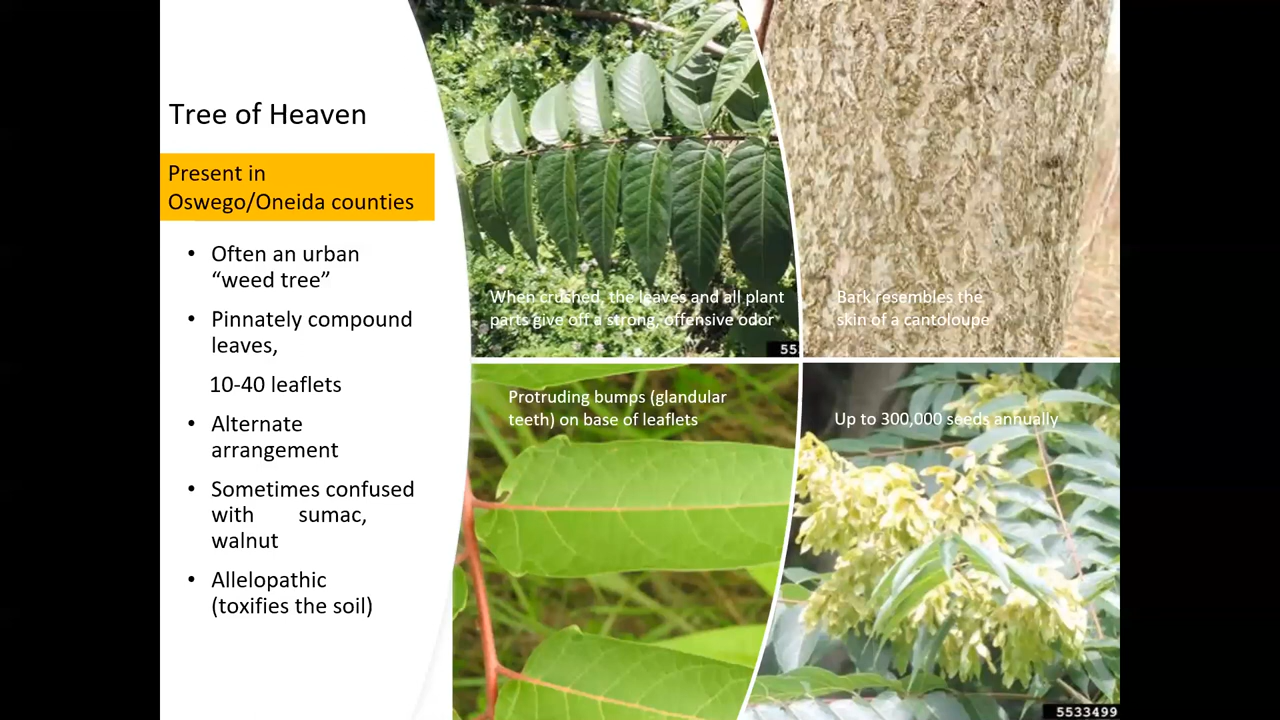 Tree of Heaven
Present in
Oswego/Oneida counties
• Often an urban
“weed tree”
• Pinnately compound
leaves,
10-40 leaflets
• Alternate
arrangement
• Sometimes confused
with sumac,
walnut
• Allelopathic
(toxifies the soil)
When crushed, the leaves and all plant
parts give off a strong, offensive odor
55
Bark resembles the
skin of a cantoloupe
Protruding bumps (glandular
teeth) on base of leaflets
Up to 300,000 seeds annually
5533499